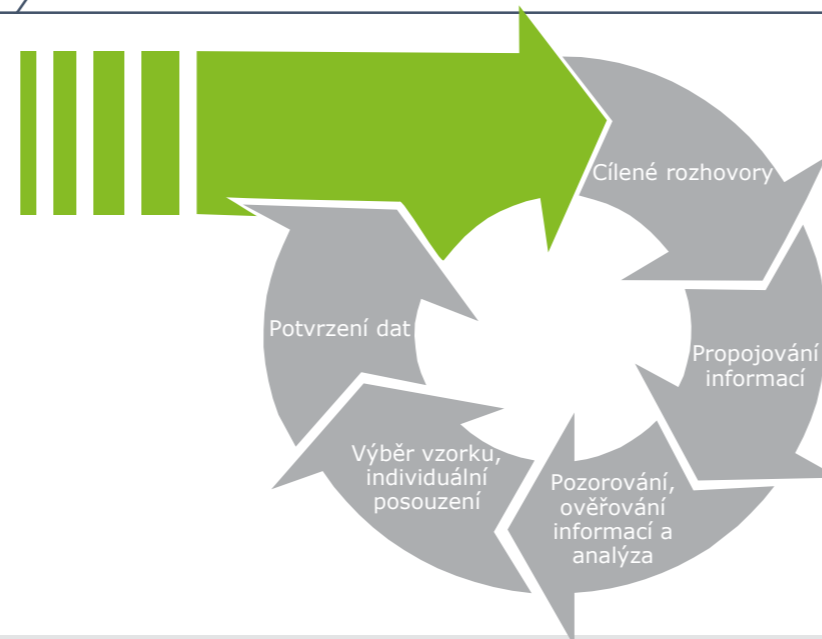 Cílené rozhovory
Propojování
informací
Pozorování,
ověřování
informací a
analýza
Výběr vzorku,
individuální
posouzení
Potvrzení dat